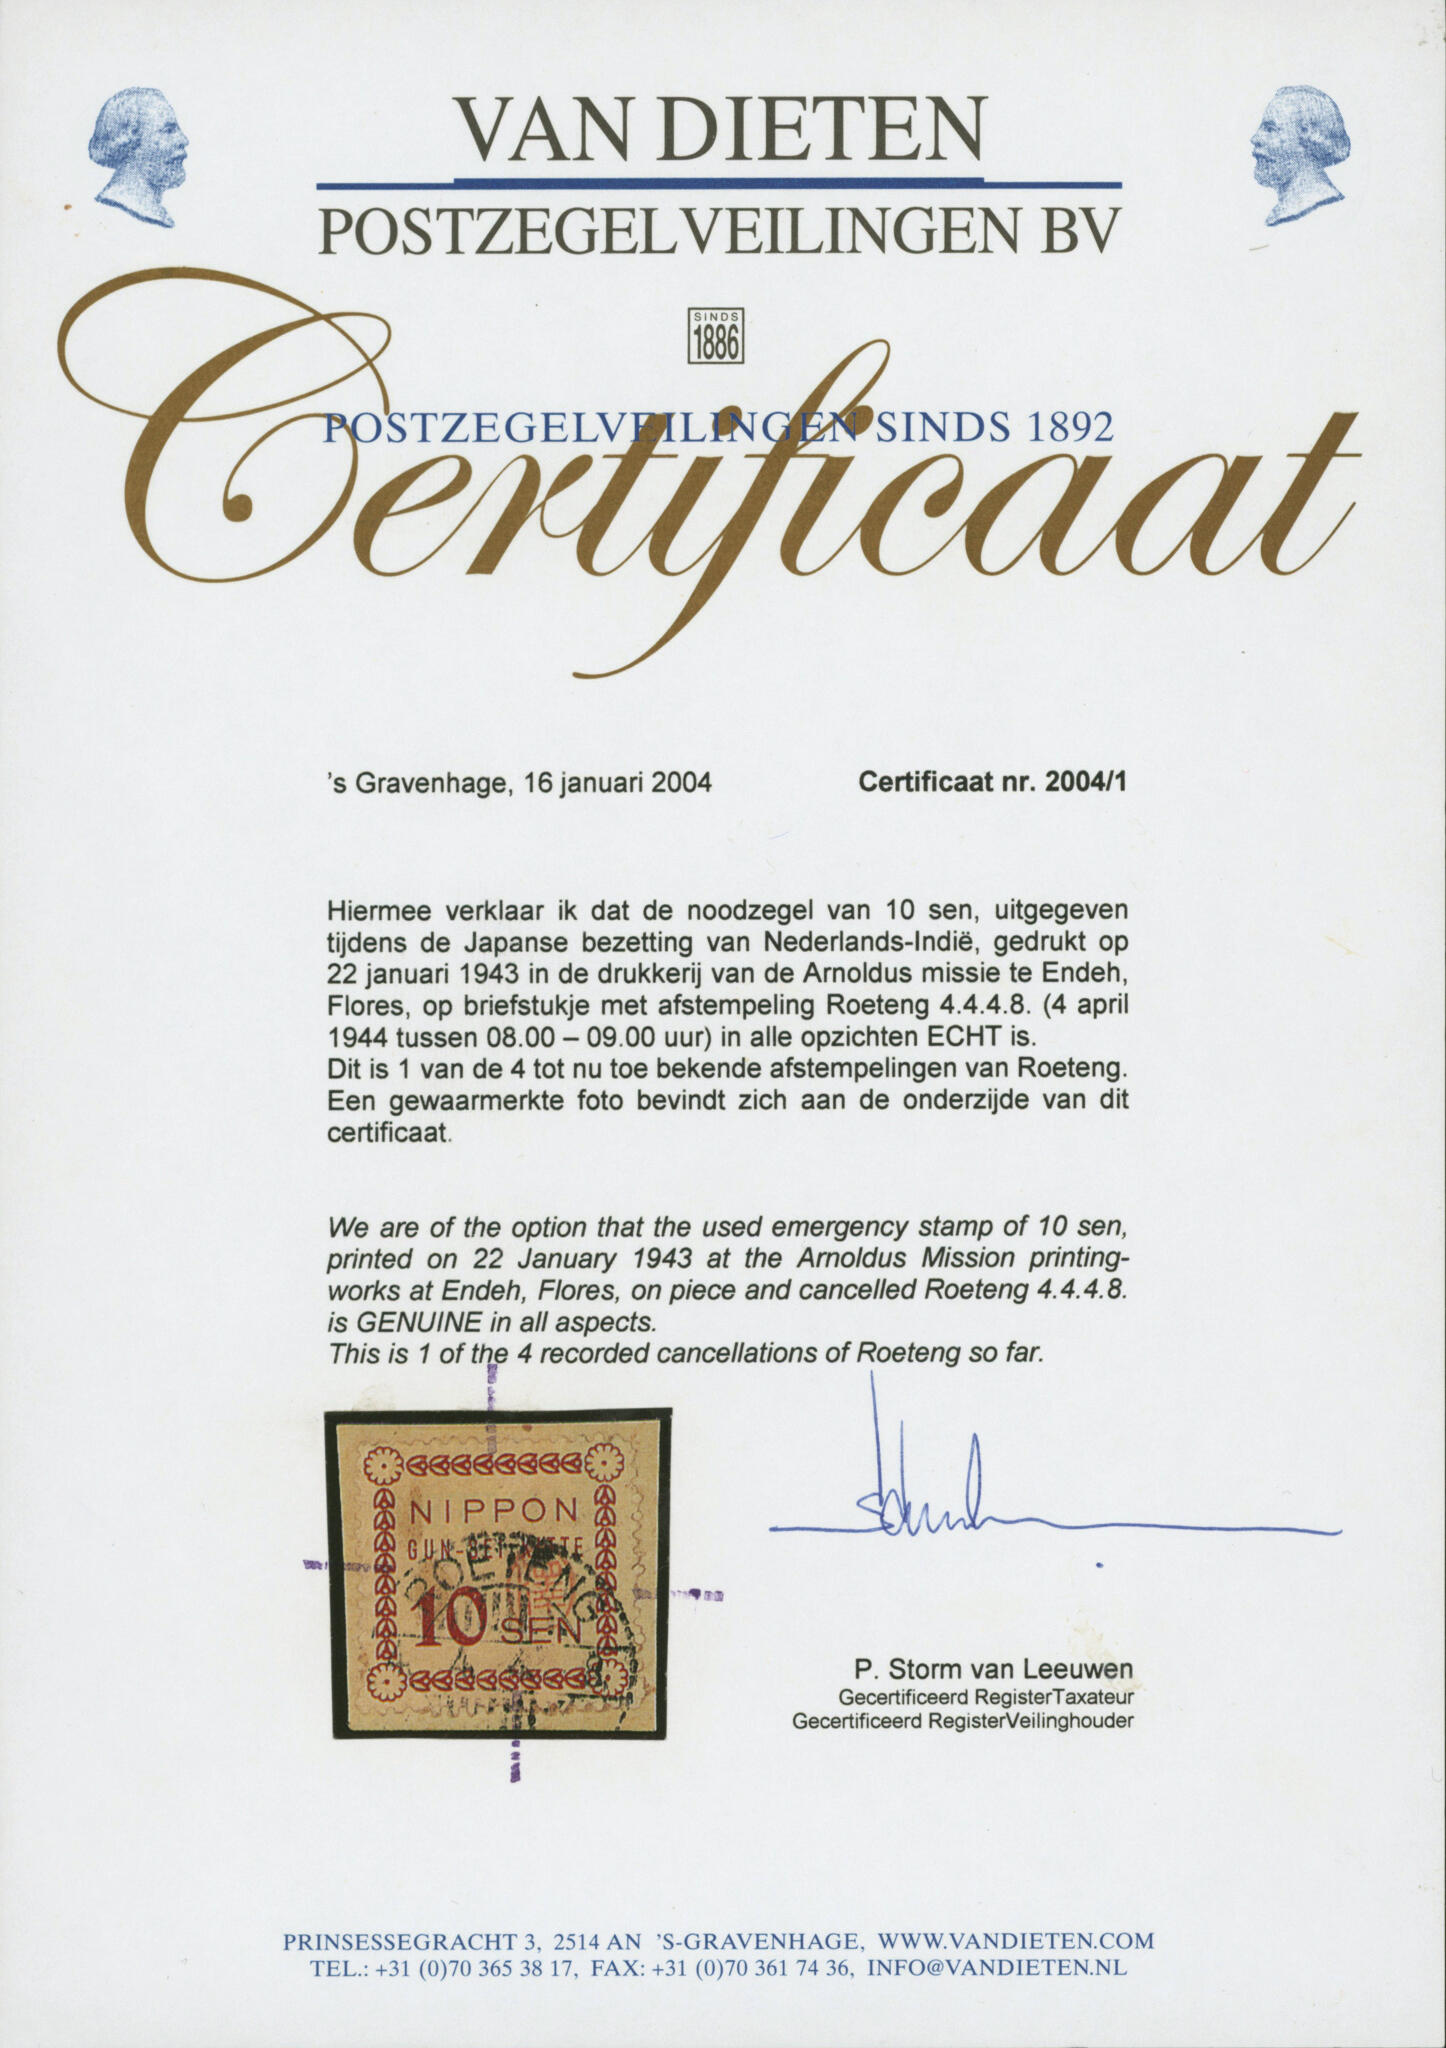 VAN DIETEN
POSTZEGELVEILINGEN BV
SINDS
1886
POSTZEGELVEILINGEN SINDS 1892
Certificaat
's Gravenhage, 16 januari 2004
Certificaat nr. 2004/1
Hiermee verklaar ik dat de noodzegel van 10 sen, uitgegeven
tijdens de Japanse bezetting van Nederlands-Indië, gedrukt op
22 januari 1943 in de drukkerij van de Arnoldus missie te Endeh,
Flores, op briefstukje met afstempeling Roeteng 4.4.4.8. (4 april
1944 tussen 08.00 – 09.00 uur) in alle opzichten ECHT is.
Dit is 1 van de 4 tot nu toe bekende afstempelingen van Roeteng.
Een gewaarmerkte foto bevindt zich aan de onderzijde van dit
certificaat.
We are of the option that the used emergency stamp of 10 sen,
printed on 22 January 1943 at the Arnoldus Mission printing-
works at Endeh, Flores, on piece and cancelled Roeteng 4.4.4.8.
is GENUINE in all aspects.
This is 1 of the 4 recorded cancellations of Roeteng so far.
NIPPON
ROETENG
10 SEN
P. Storm van Leeuwen
Gecertificeerd RegisterTaxateur
Gecertificeerd RegisterVeilinghouder
PRINSESSEGRACHT 3, 2514 AN 'S-GRAVENHAGE, WWW.VANDIETEN.COM
TEL.: +31 (0)70 365 38 17, FAX: +31 (0)70 361 74 36, INFO@VANDIETEN.NL